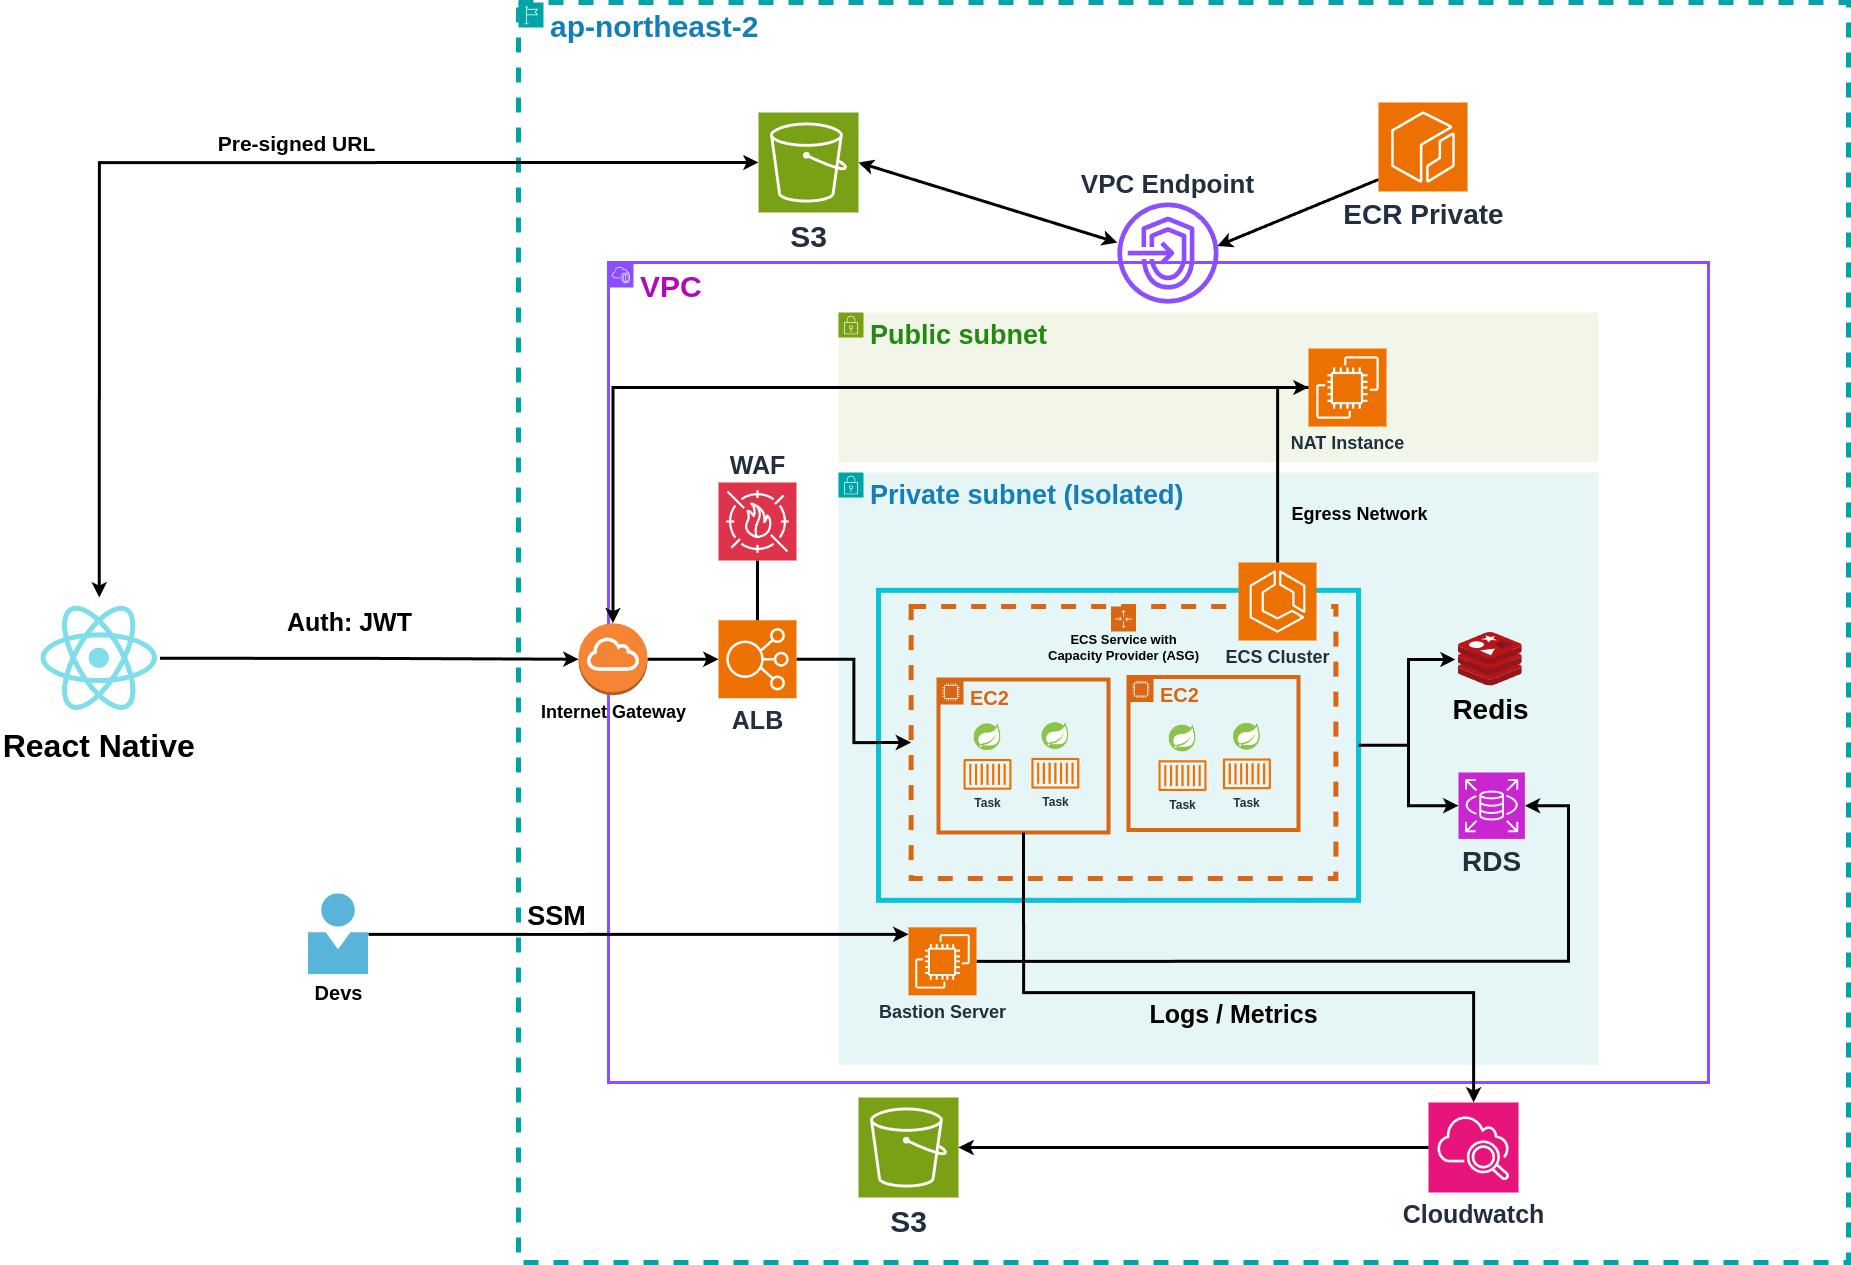 ap-northeast-2
Pre-signed URL
S3
VPC Endpoint
ECR Private
VPC
Public subnet
NAT Instance
WAF
Private subnet (Isolated)
Egress Network
Auth: JWT
ECS Service with
Capacity Provider (ASG)
ECS Cluster
Internet Gateway
ALB
EC2
EC2
Redis
React Native
Task
Task
Task
Task
RDS
SSM
Devs
Bastion Server
Logs / Metrics
S3
Cloudwatch